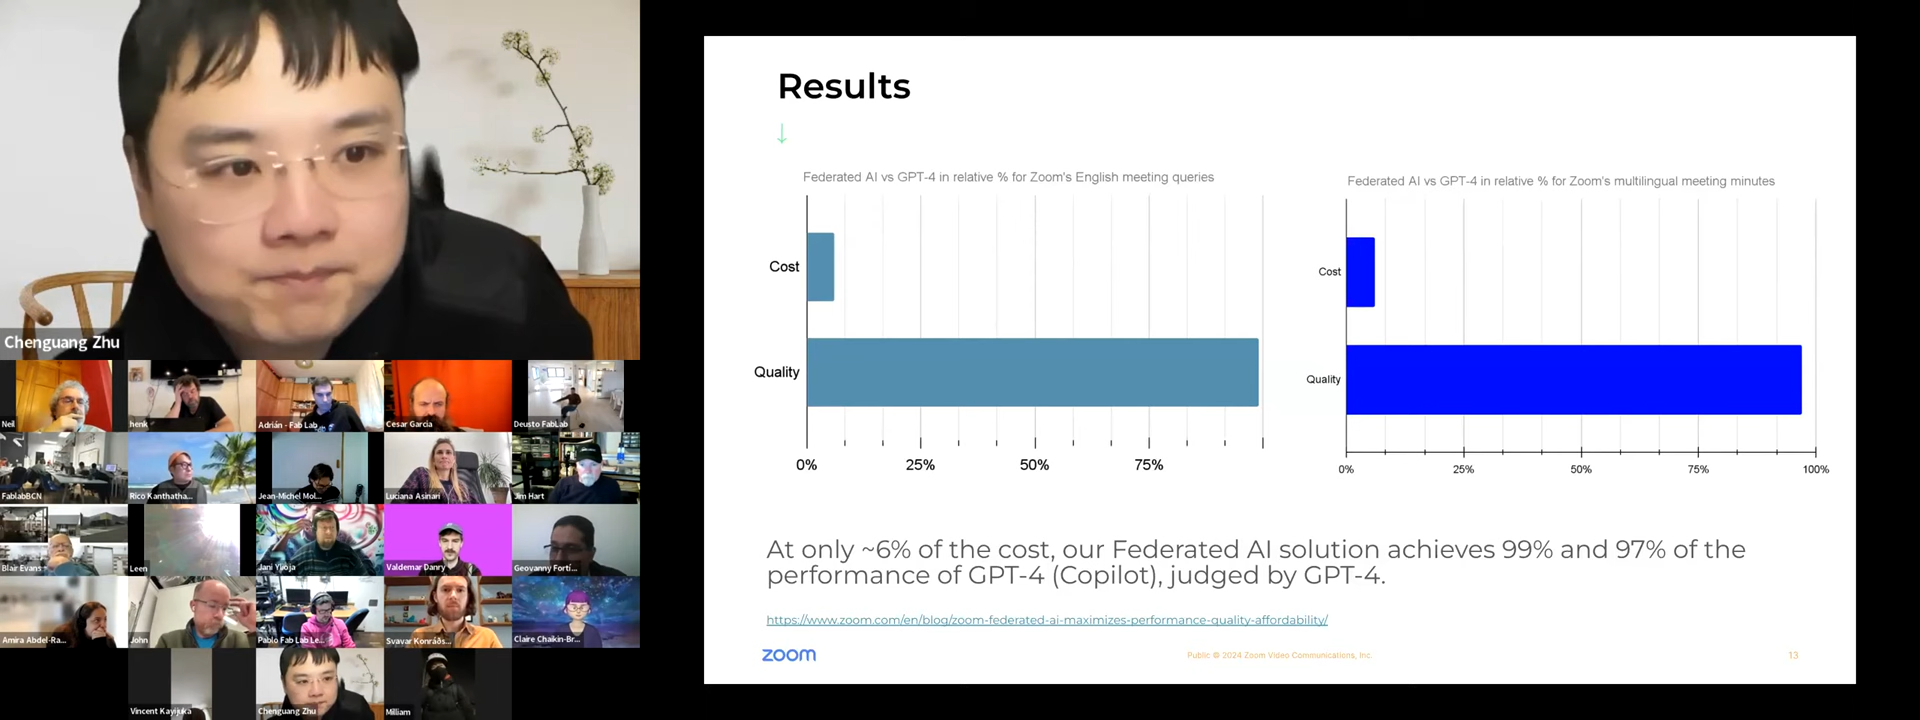 Chenguang Zhu
Neil
henk
Adrián - Fab Lab
Cesar Garcia
Deusto FabLab
FablabBCN
Rico Kanthatha...
Jean-Michel Mol...
Luciana Asinari
Jim Hart
Blair Evans
Leen
Jani Ylioja
Valdemar Danry
Geovanny Fortí...
Amira Abdel-Ra...
John
Pablo Fab Lab Le...
Svavar Konráðs...
Claire Chaikin-Br...
Vincent Kayijuka
Chenguang Zhu
Milliam
Results
↓
Federated AI vs GPT-4 in relative % for Zoom's English meeting queries
Cost
Quality
0% 25% 50% 75%
Federated AI vs GPT-4 in relative % for Zoom's multilingual meeting minutes
Cost
Quality
0% 25% 50% 75% 100%
At only ~6% of the cost, our Federated AI solution achieves 99% and 97% of the
performance of GPT-4 (Copilot), judged by GPT-4.
https://www.zoom.com/en/blog/zoom-federated-ai-maximizes-performance-quality-affordability/
zoom
Public © 2024 Zoom Video Communications, Inc.
13